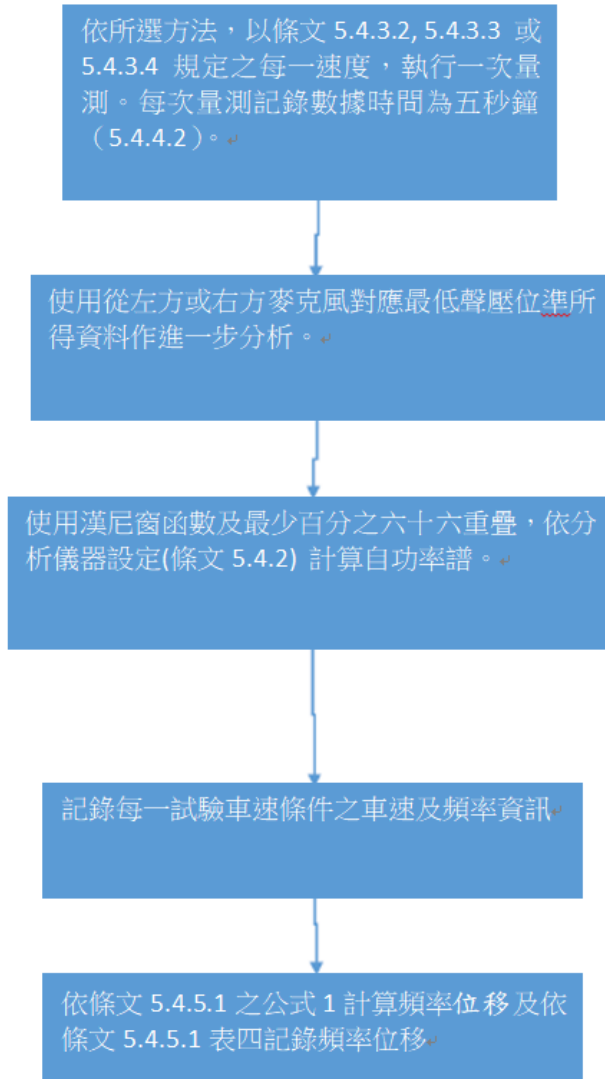 依所選方法，以條文 5.4.3.2, 5.4.3.3 或
5.4.3.4 規定之每一速度，執行一次量
測。每次量測記錄數據時間為五秒鐘
（5.4.4.2）。
使用從左方或右方麥克風對應最低聲壓位準所
得資料作進一步分析。
使用漢尼窗函數及最少百分之六十六重疊，依分
析儀器設定(條文 5.4.2) 計算自功率譜。
記錄每一試驗車速條件之車速及頻率資訊
依條文 5.4.5.1 之公式 1 計算頻率位移及依
條文 5.4.5.1 表四記錄頻率位移